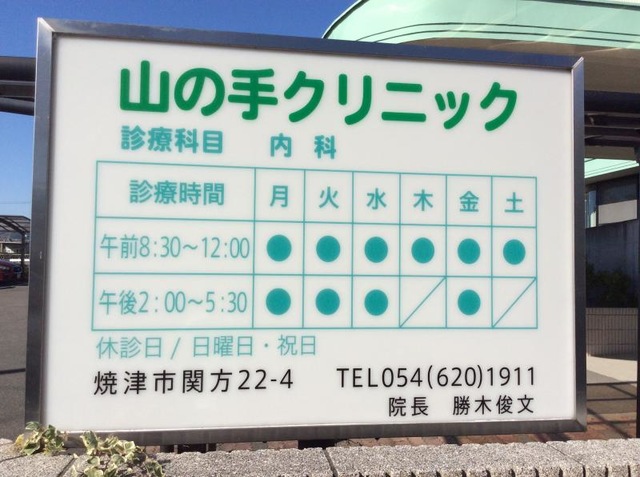 山の手クリニック
診療科目　内 科
診療時間 月 火 水 木 金 土
午前8:30～12:00 ● ● ● ● ● ●
午後2:00～5:30 ● ● ● ／ ● ／
休診日 / 日曜日・祝日
焼津市関方22-4　TEL054(620)1911
院長　勝木俊文